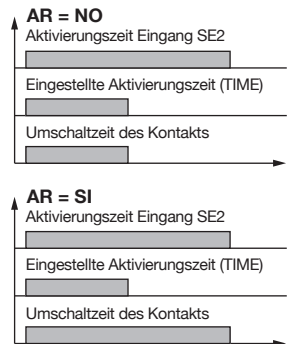 AR = NO
Aktivierungszeit Eingang SE2
Eingestellte Aktivierungszeit (TIME)
Umschaltzeit des Kontakts
AR = SI
Aktivierungszeit Eingang SE2
Eingestellte Aktivierungszeit (TIME)
Umschaltzeit des Kontakts